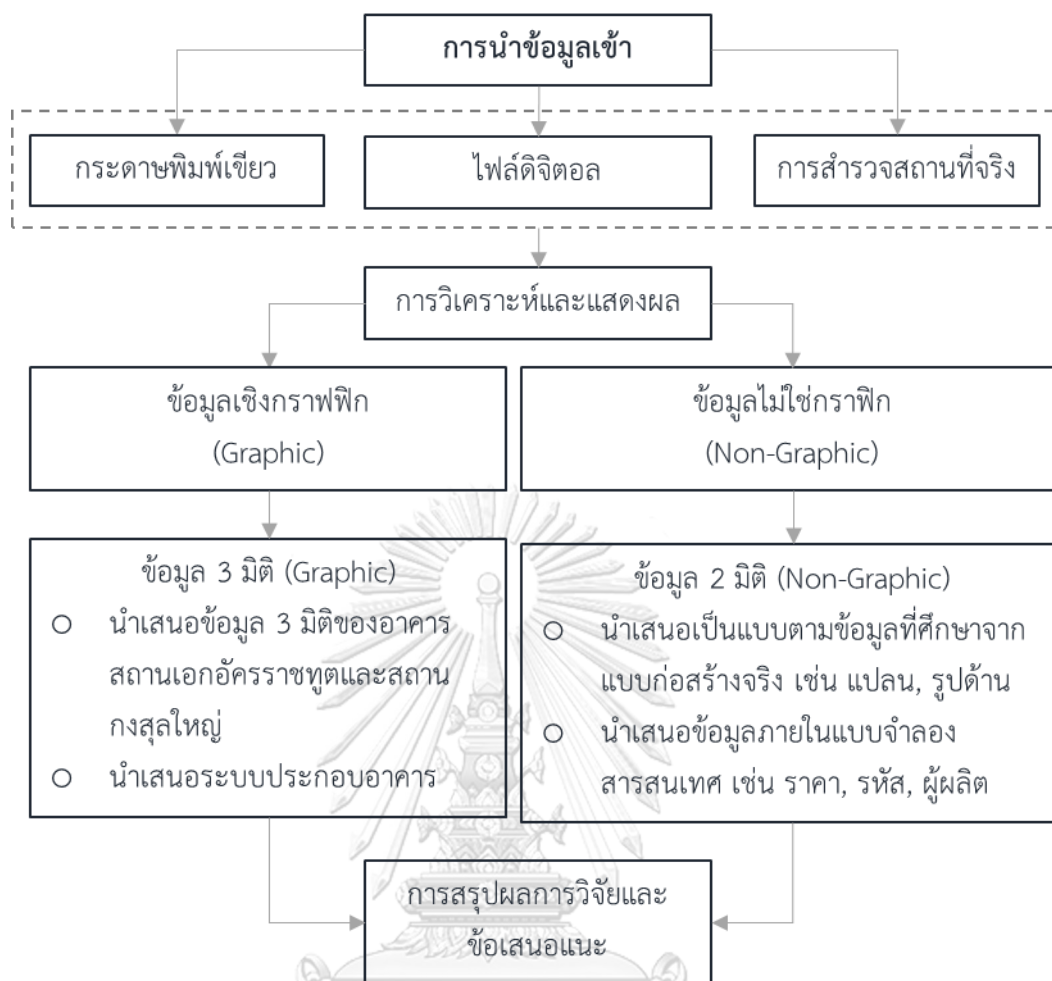 การนำข้อมูลเข้า
กระดาษพิมพ์เขียว
ไฟล์ดิจิตอล
การสำรวจสถานที่จริง
การวิเคราะห์และแสดงผล
ข้อมูลเชิงกราฟฟิก
(Graphic)
ข้อมูลไม่ใช่กราฟิก
(Non-Graphic)
ข้อมูล 3 มิติ (Graphic)
○ นำเสนอข้อมูล 3 มิติของอาคาร
สถานเอกอัครราชทูตและสถาน
กงสุลใหญ่
○ นำเสนอระบบประกอบอาคาร
ข้อมูล 2 มิติ (Non-Graphic)
○ นำเสนอเป็นแบบตามข้อมูลที่ศึกษาจาก
แบบก่อสร้างจริง เช่น แปลน, รูปด้าน
○ นำเสนอข้อมูลภายในแบบจำลอง
สารสนเทศ เช่น ราคา, รหัส, ผู้ผลิต
การสรุปผลการวิจัยและ
ข้อเสนอแนะ